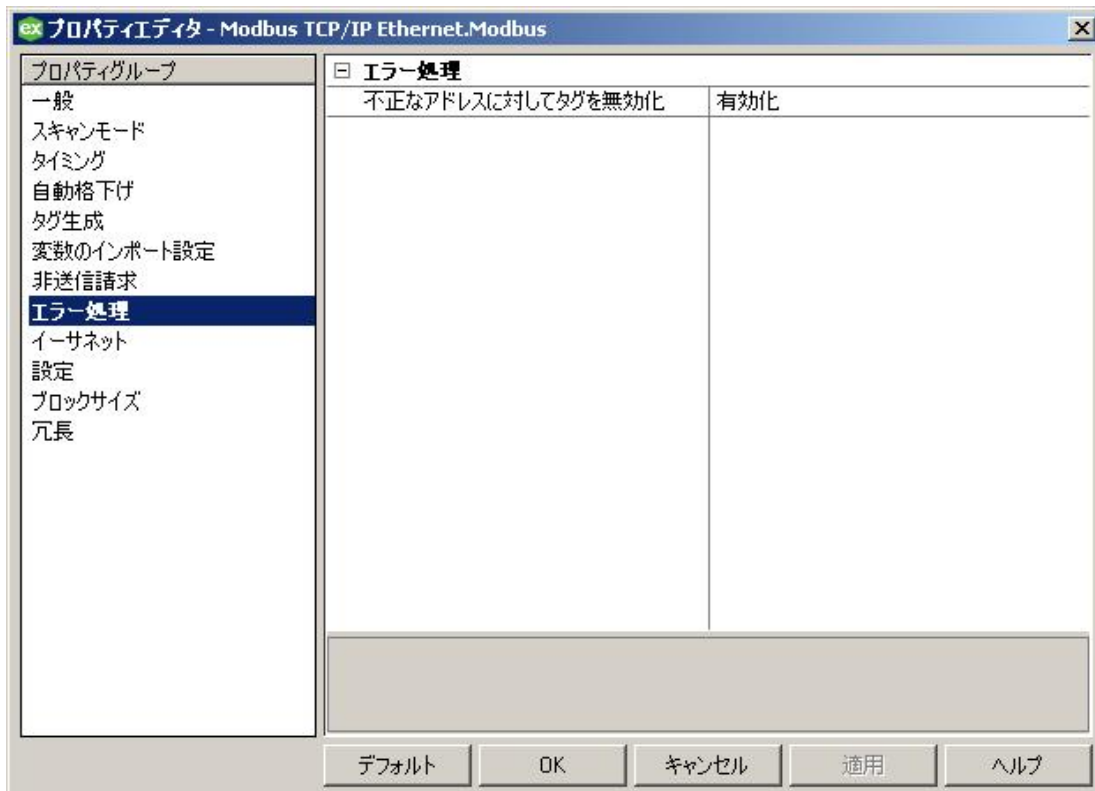 ex プロパティエディタ - Modbus TCP/IP Ethernet.Modbus
プロパティグループ
一般
スキャンモード
タイミング
自動格下げ
タグ生成
変数のインポート設定
非送信請求
エラー処理
イーサネット
設定
ブロックサイズ
冗長
エラー処理
不正なアドレスに対してタグを無効化 有効化
デフォルト OK キャンセル 適用 ヘルプ